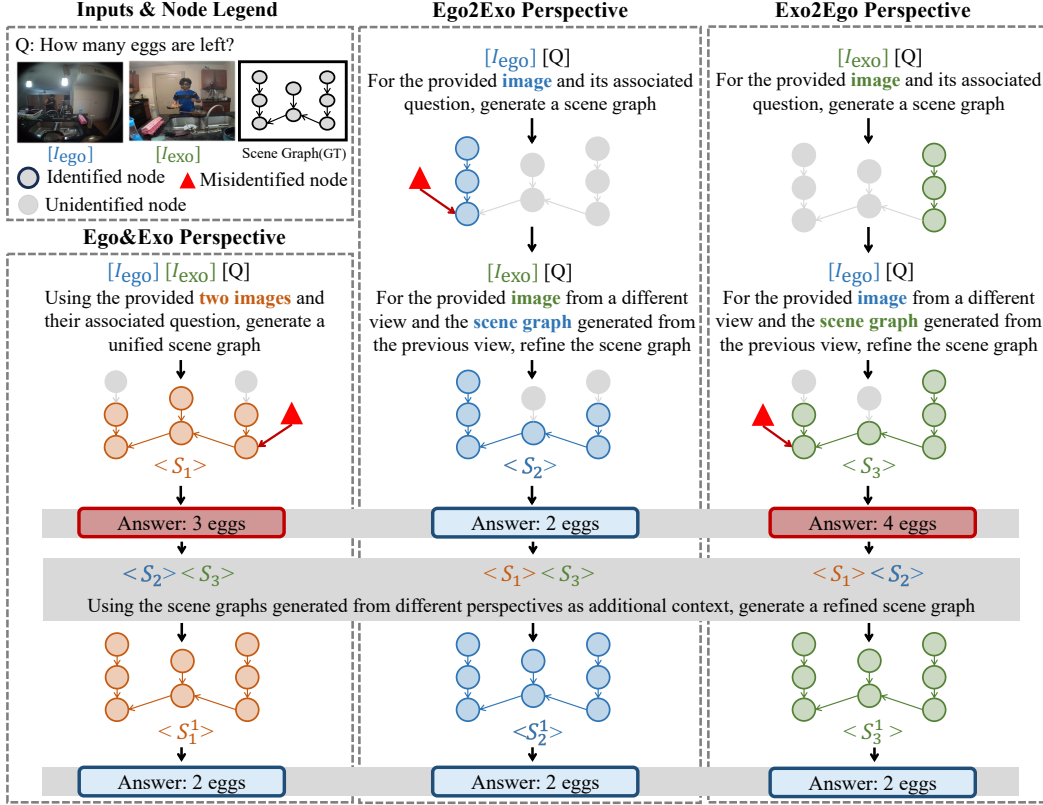 Inputs & Node Legend
Q: How many eggs are left?
[I_ego]
[I_exo]
Scene Graph(GT)
Identified node
Misidentified node
Unidentified node
Ego&Exo Perspective
[I_ego] [I_exo] [Q]
Using the provided two images and
their associated question, generate a
unified scene graph
< S_1 >
Answer: 3 eggs
< S_2 > < S_3 >
Ego2Exo Perspective
[I_ego] [Q]
For the provided image and its associated
question, generate a scene graph
[I_exo] [Q]
For the provided image from a different
view and the scene graph generated from
the previous view, refine the scene graph
< S_2 >
Answer: 2 eggs
< S_1 > < S_3 >
Exo2Ego Perspective
[I_exo] [Q]
For the provided image and its associated
question, generate a scene graph
[I_ego] [Q]
For the provided image from a different
view and the scene graph generated from
the previous view, refine the scene graph
< S_3 >
Answer: 4 eggs
< S_1 > < S_2 >
Using the scene graphs generated from different perspectives as additional context, generate a refined scene graph
< S_1^1 >
Answer: 2 eggs
< S_2^1 >
Answer: 2 eggs
< S_3^1 >
Answer: 2 eggs